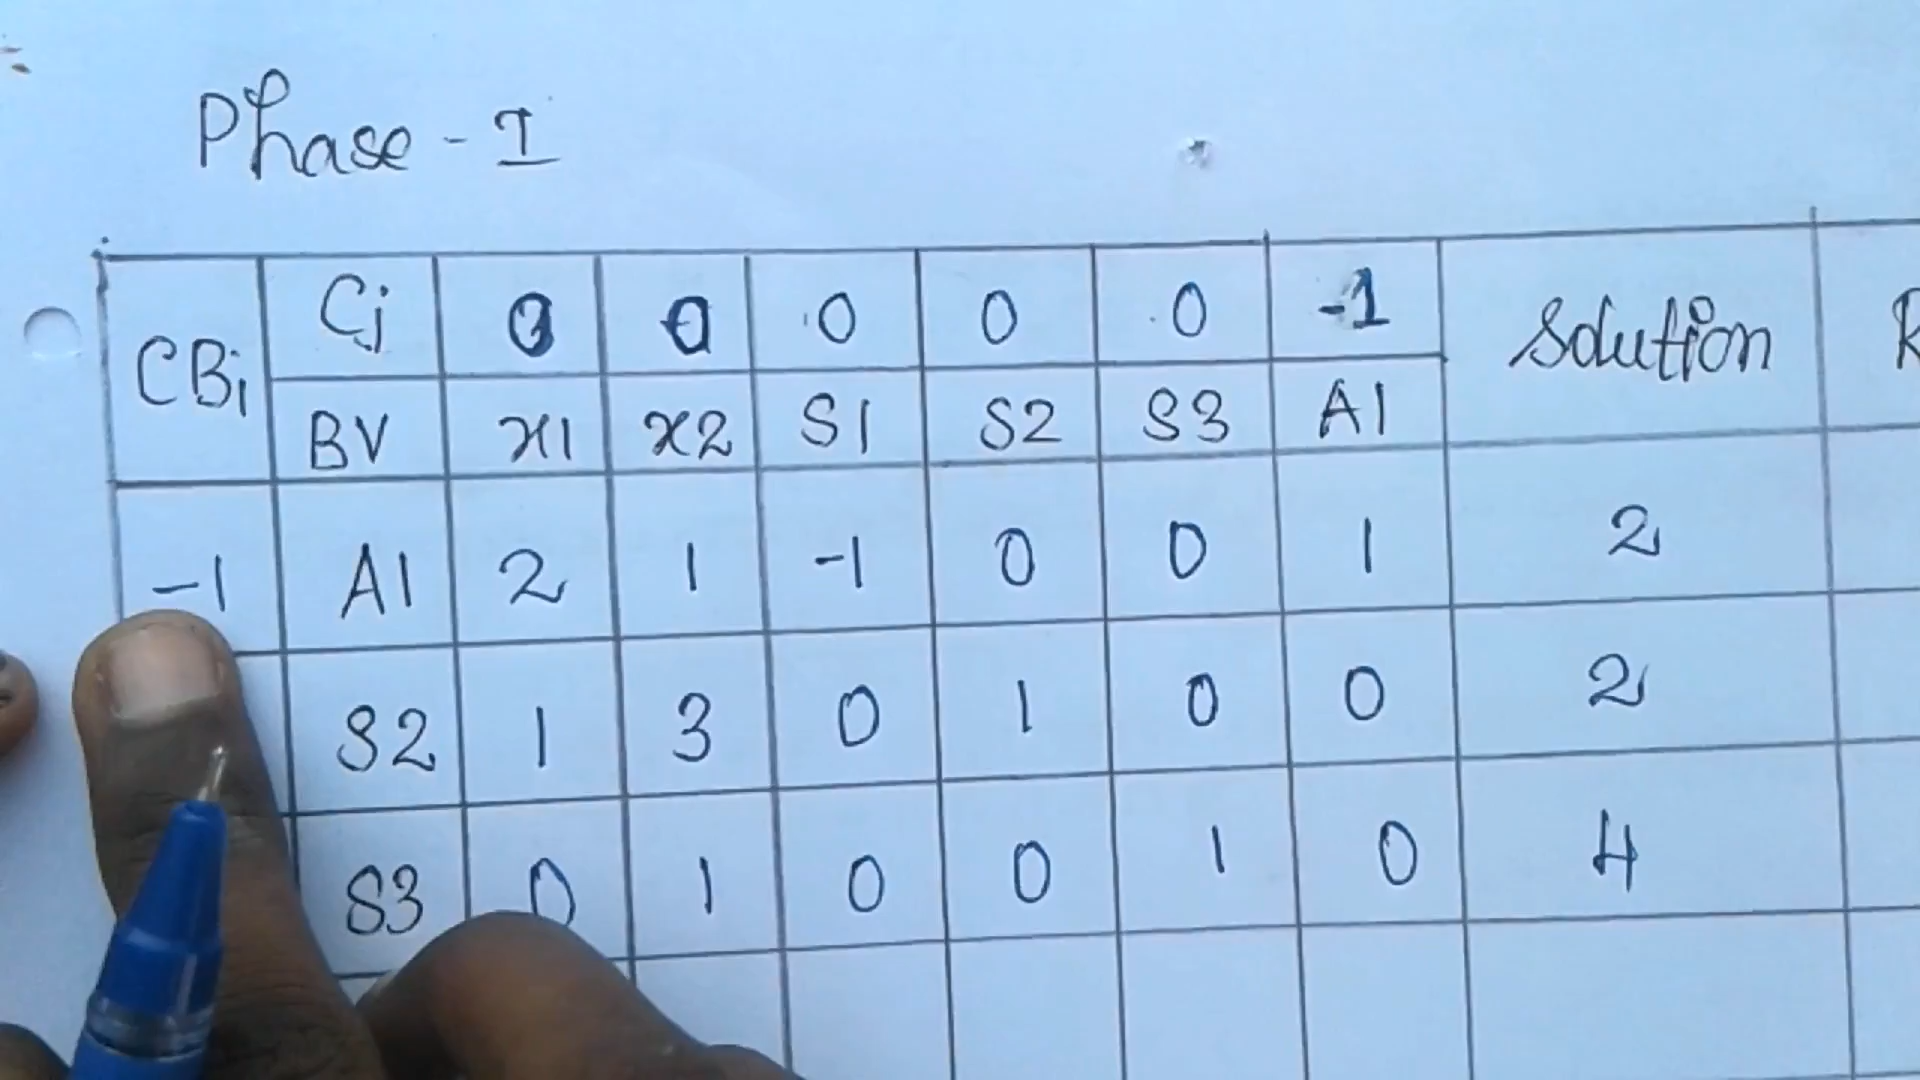 Phase - I
CBi Cj 0 0 0 0 0 -1 Solution R
BV x1 x2 S1 S2 S3 A1
-1 A1 2 1 -1 0 0 1 2
S2 1 3 0 1 0 0 2
S3 0 1 0 0 1 0 4